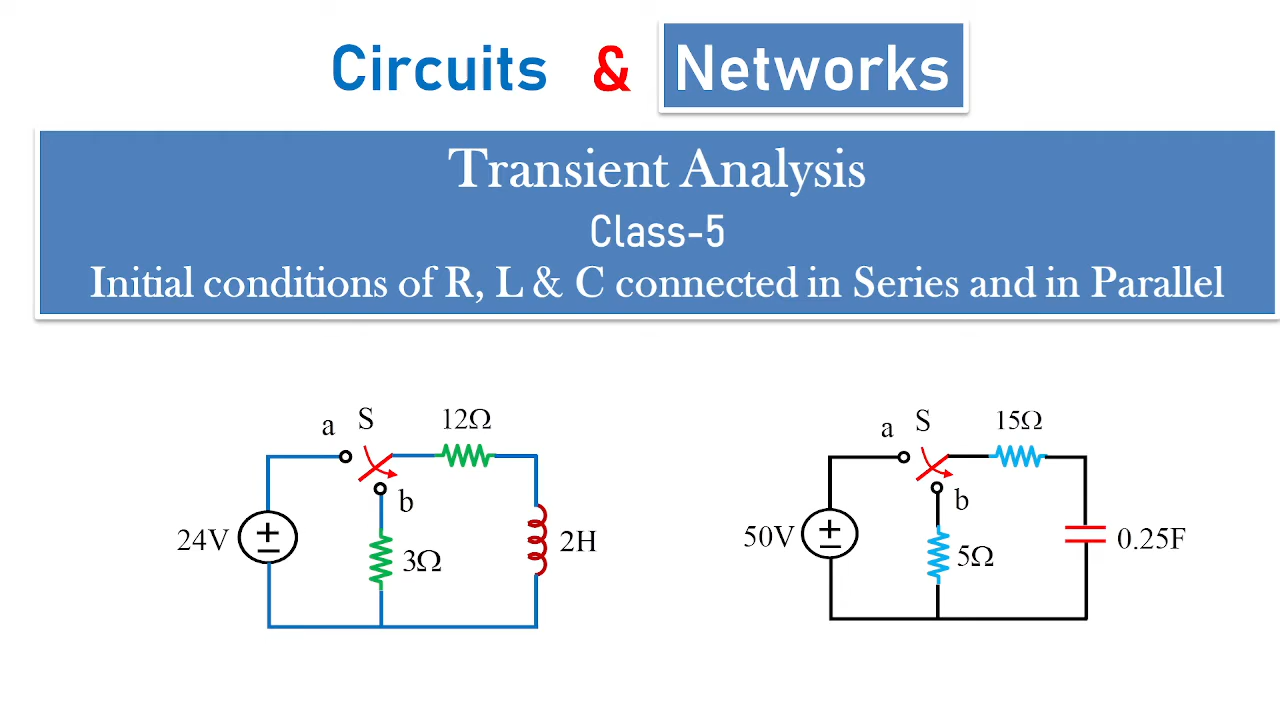 Circuits & Networks
Transient Analysis
Class-5
Initial conditions of R, L & C connected in Series and in Parallel
a S 12Ω
b
24V
3Ω
2H
a S 15Ω
b
50V
5Ω
0.25F